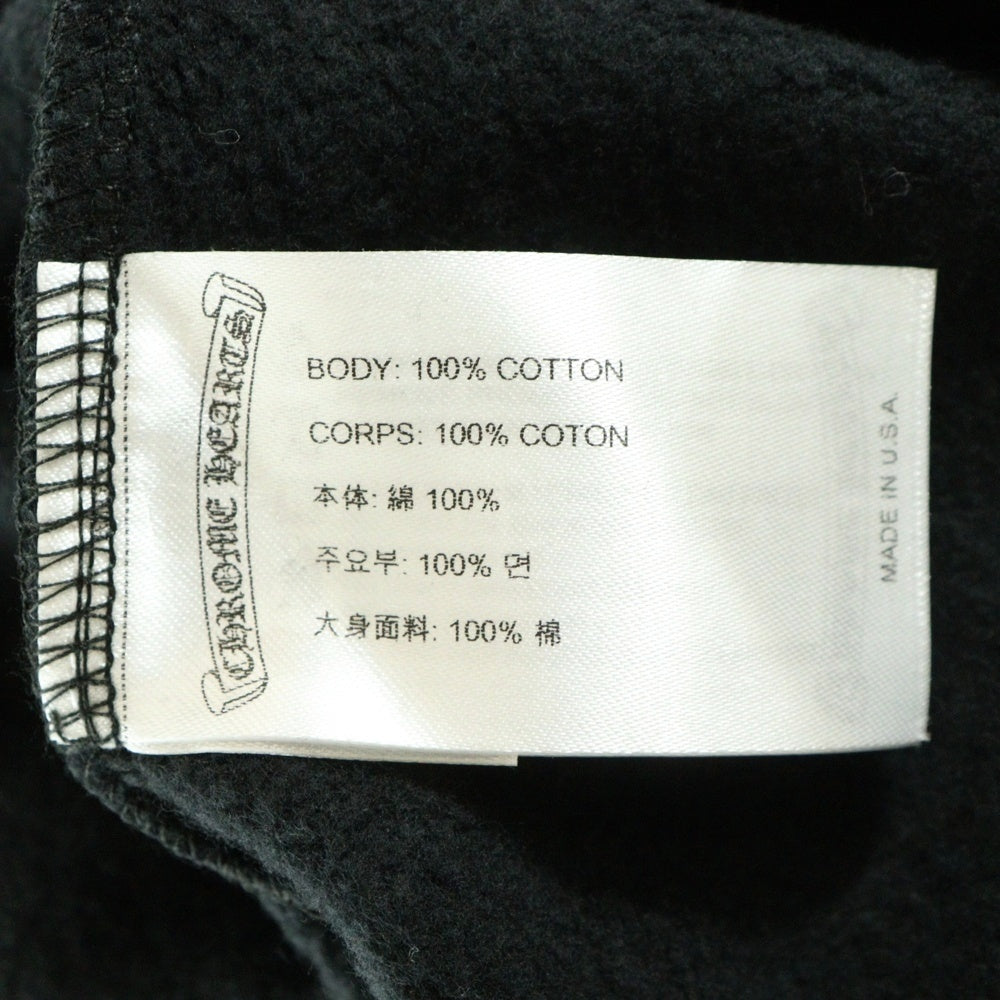 CHROME HEARTS
BODY: 100% COTTON
CORPS: 100% COTON
本体: 綿 100%
주요부: 100% 면
大身面料: 100% 棉
MADE IN U.S.A.